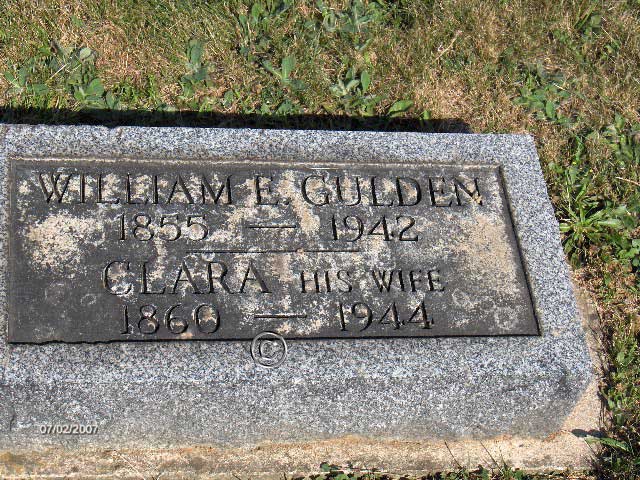 WILLIAM E. GULDEN
1855 — 1942
CLARA HIS WIFE
1860 — 1944
©
07/02/2007